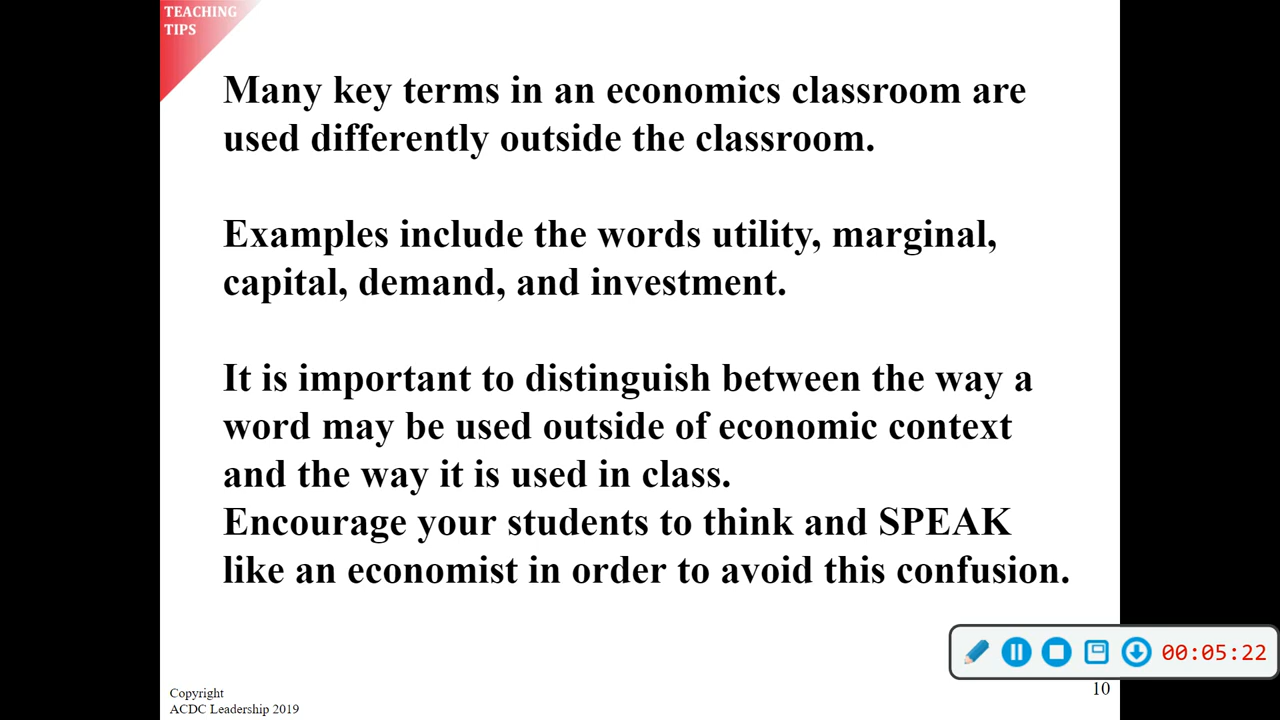 TEACHING
TIPS
Many key terms in an economics classroom are
used differently outside the classroom.
Examples include the words utility, marginal,
capital, demand, and investment.
It is important to distinguish between the way a
word may be used outside of economic context
and the way it is used in class.
Encourage your students to think and SPEAK
like an economist in order to avoid this confusion.
00:05:22
10
Copyright
ACDC Leadership 2019